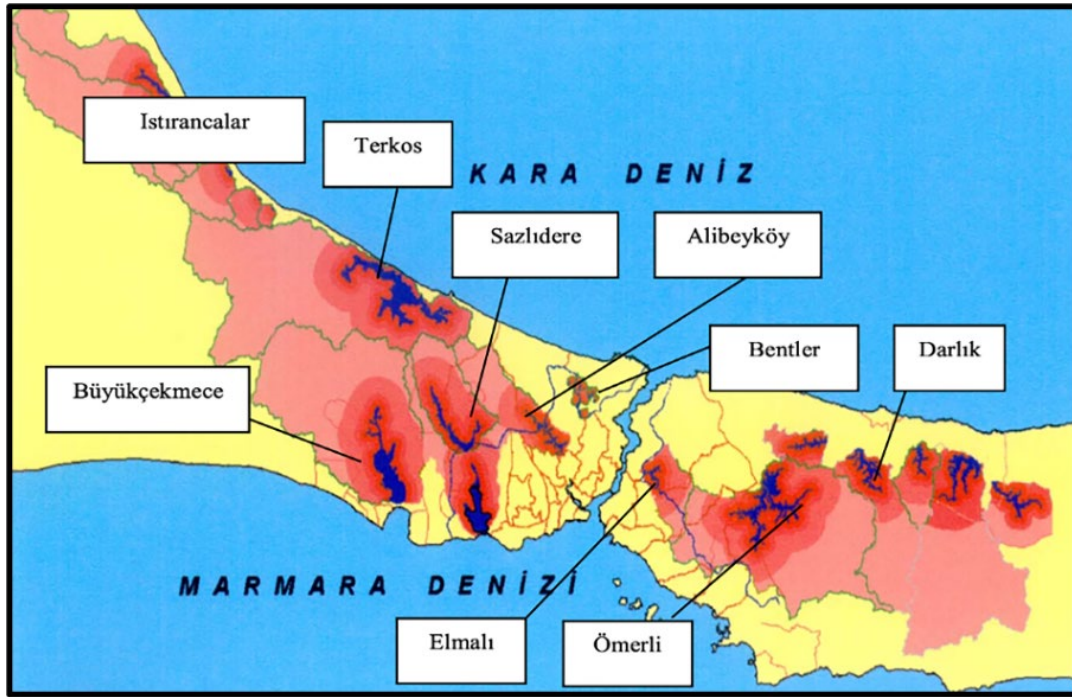 Istırancalar
Terkos
KARA DENİZ
Sazlıdere
Alibeyköy
Bentler
Darlık
Büyükçekmece
MARMARA DENİZİ
Elmalı
Ömerli